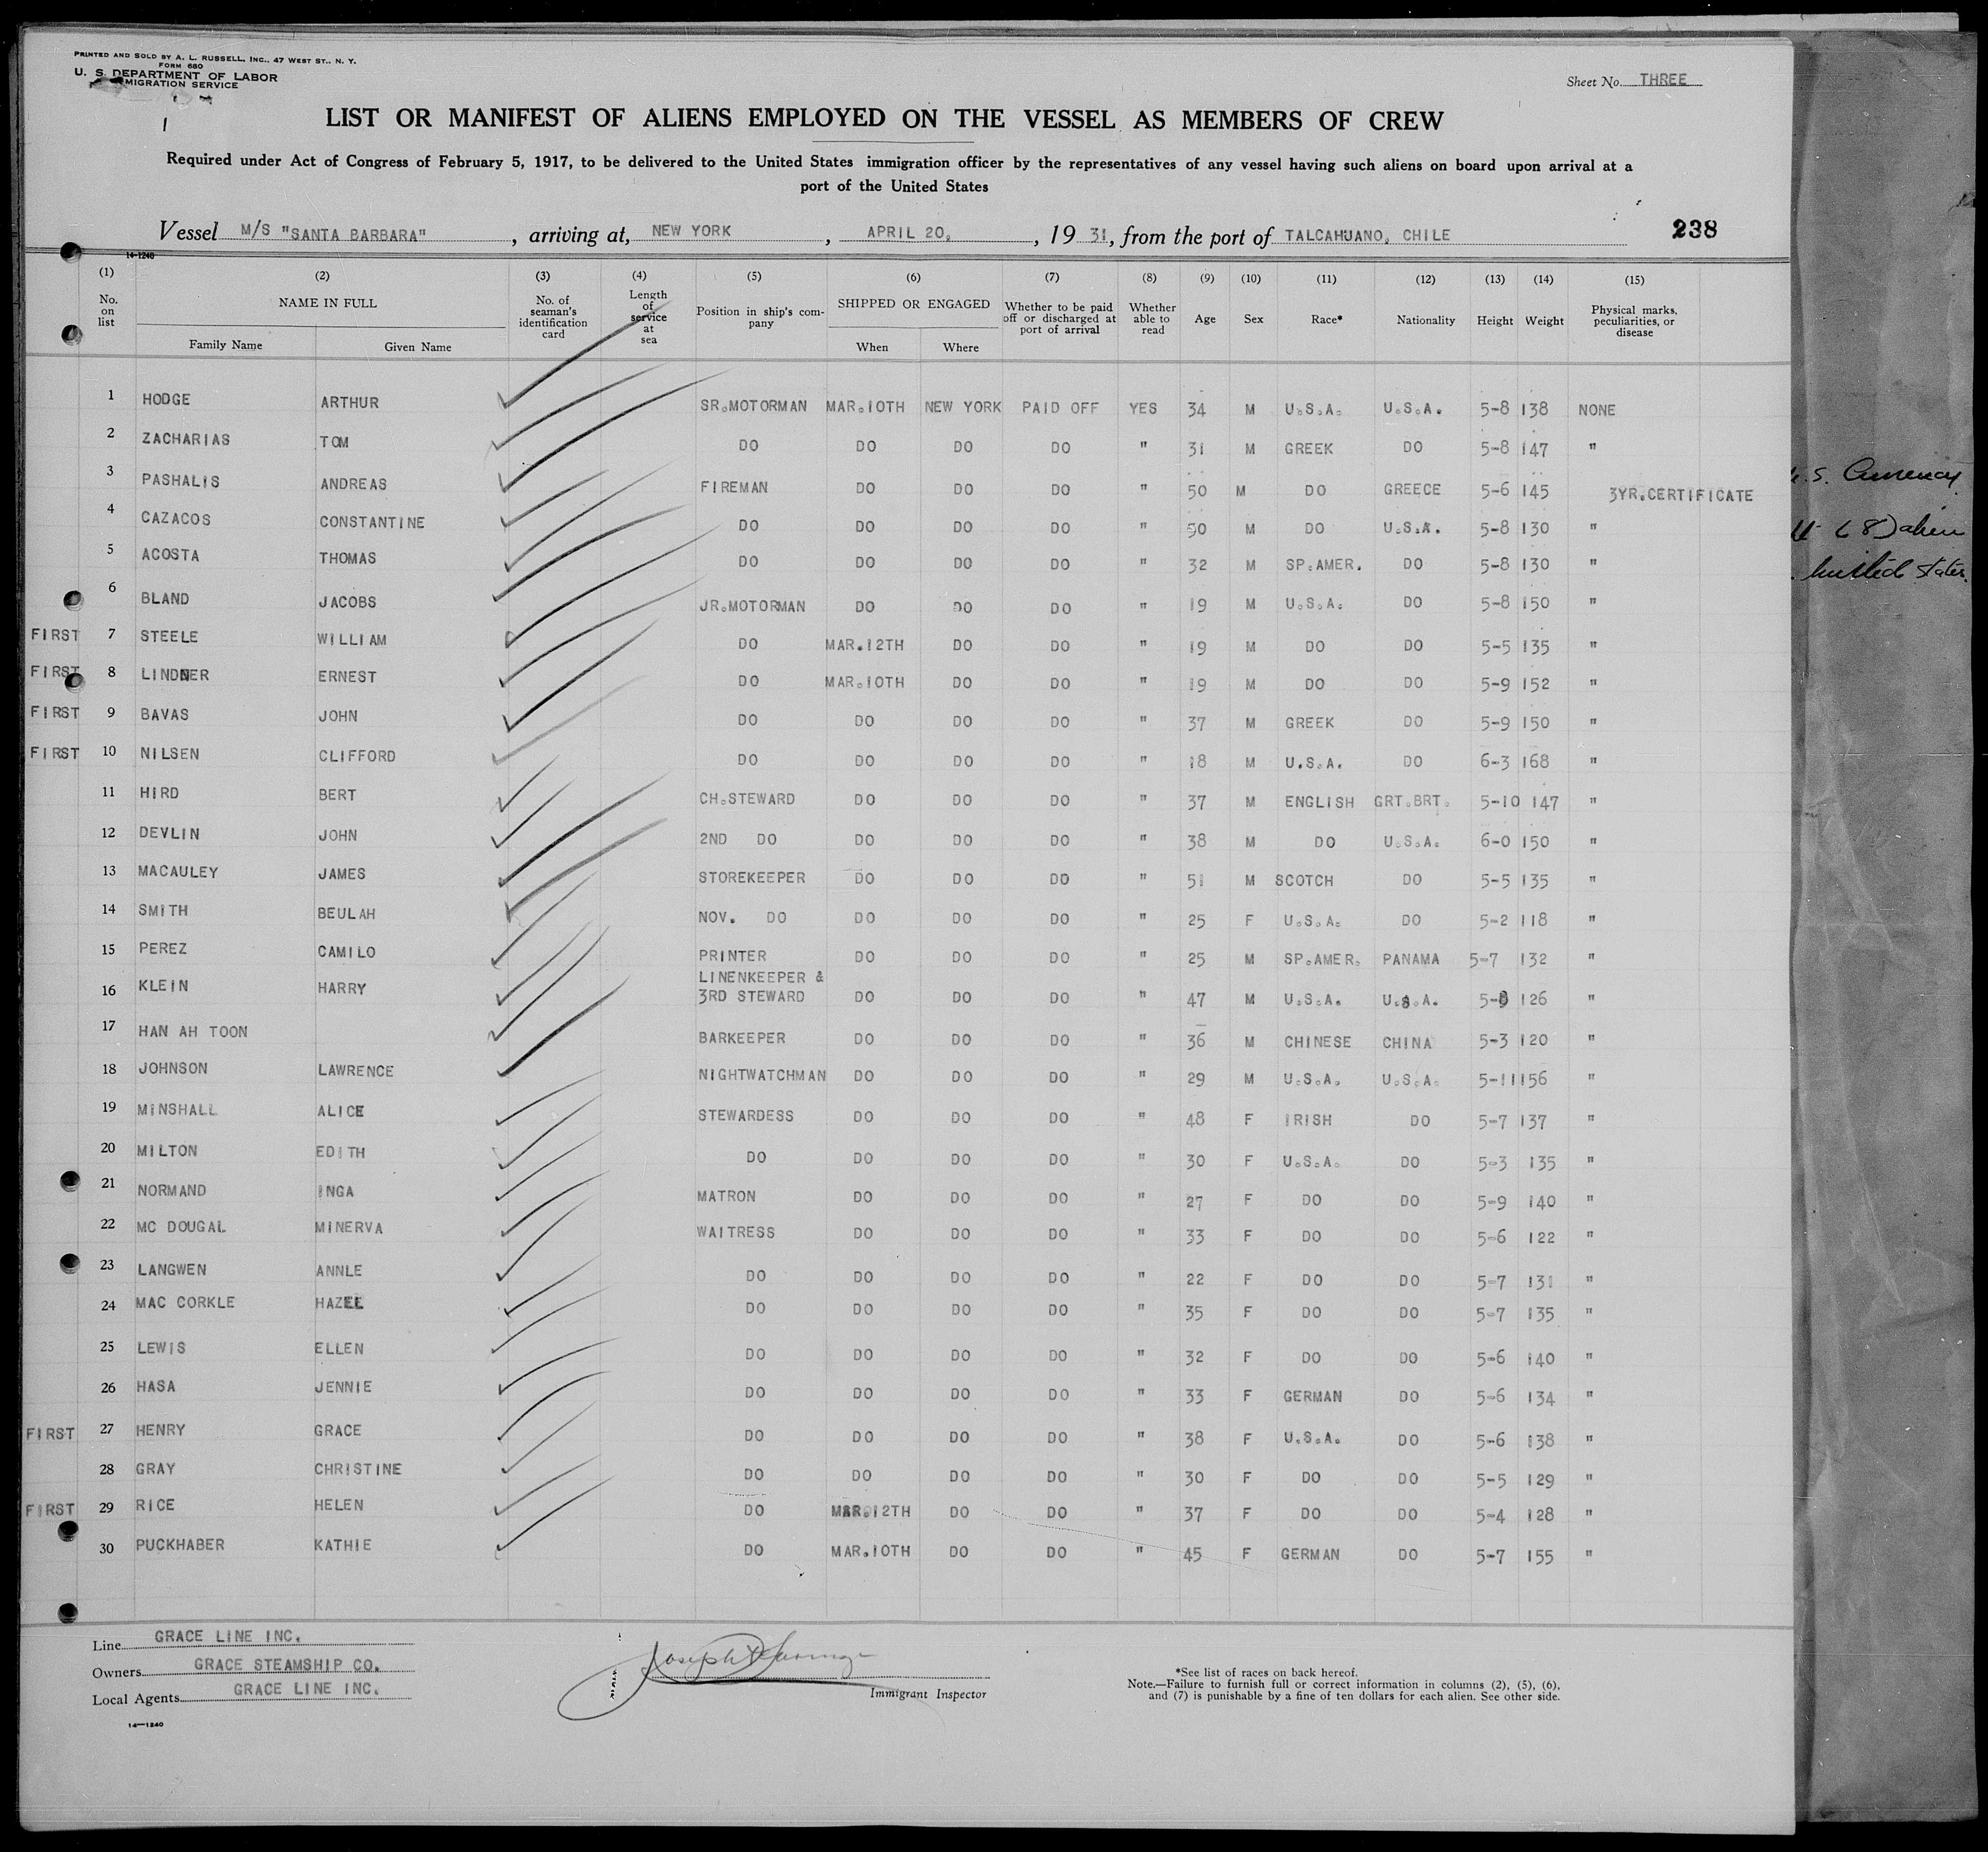 PRINTED AND SOLD BY A. L. RUSSELL, INC., 47 WEST ST., N. Y.
FORM 680
U. S. DEPARTMENT OF LABOR
IMMIGRATION SERVICE
Sheet No. THREE
LIST OR MANIFEST OF ALIENS EMPLOYED ON THE VESSEL AS MEMBERS OF CREW
Required under Act of Congress of February 5, 1917, to be delivered to the United States immigration officer by the representatives of any vessel having such aliens on board upon arrival at a
port of the United States
Vessel M/S "SANTA BARBARA", arriving at, NEW YORK, APRIL 20, 1931, from the port of TALCAHUANO, CHILE 238
14-1240
(1) (2) (3) (4) (5) (6) (7) (8) (9) (10) (11) (12) (13) (14) (15)
No. on list NAME IN FULL Family Name Given Name No. of seaman's identification card Length of service at sea Position in ship's company SHIPPED OR ENGAGED When Where Whether to be paid off or discharged at port of arrival Whether able to read Age Sex Race* Nationality Height Weight Physical marks, peculiarities, or disease
1 HODGE ARTHUR SR.MOTORMAN MAR.10TH NEW YORK PAID OFF YES 34 M U.S.A. U.S.A. 5-8 138 NONE
2 ZACHARIAS TOM DO DO DO DO " 31 M GREEK DO 5-8 147 "
3 PASHALIS ANDREAS FIREMAN DO DO DO " 50 M DO GREECE 5-6 145 3YR.CERTIFICATE
4 CAZACOS CONSTANTINE DO DO DO DO " 50 M DO U.S.A. 5-8 130 "
5 ACOSTA THOMAS DO DO DO DO " 32 M SP.AMER. DO 5-8 130 "
6 BLAND JACOBS JR.MOTORMAN DO DO DO " 19 M U.S.A. DO 5-8 150 "
FIRST 7 STEELE WILLIAM DO MAR.12TH DO DO " 19 M DO DO 5-5 135 "
FIRST 8 LINDNER ERNEST DO MAR.10TH DO DO " 19 M DO DO 5-9 152 "
FIRST 9 BAVAS JOHN DO DO DO DO " 37 M GREEK DO 5-9 150 "
FIRST 10 NILSEN CLIFFORD DO DO DO DO " 18 M U.S.A. DO 6-3 168 "
11 HIRD BERT CH.STEWARD DO DO DO " 37 M ENGLISH GRT.BRT. 5-10 147 "
12 DEVLIN JOHN 2ND DO DO DO DO " 38 M DO U.S.A. 6-0 150 "
13 MACAULEY JAMES STOREKEEPER DO DO DO " 51 M SCOTCH DO 5-5 135 "
14 SMITH BEULAH NOV. DO DO DO DO " 25 F U.S.A. DO 5-2 118 "
15 PEREZ CAMILO PRINTER DO DO DO " 25 M SP.AMER. PANAMA 5-7 132 "
16 KLEIN HARRY LINENKEEPER & 3RD STEWARD DO DO DO " 47 M U.S.A. U.S.A. 5-8 126 "
17 HAN AH TOON BARKEEPER DO DO DO " 36 M CHINESE CHINA 5-3 120 "
18 JOHNSON LAWRENCE NIGHTWATCHMAN DO DO DO " 29 M U.S.A. U.S.A. 5-11 156 "
19 MINSHALL ALICE STEWARDESS DO DO DO " 48 F IRISH DO 5-7 137 "
20 MILTON EDITH DO DO DO DO " 30 F U.S.A. DO 5-3 135 "
21 NORMAND INGA MATRON DO DO DO " 27 F DO DO 5-9 140 "
22 MC DOUGAL MINERVA WAITRESS DO DO DO " 33 F DO DO 5-6 122 "
23 LANGWEN ANNLE DO DO DO DO " 22 F DO DO 5-7 131 "
24 MAC CORKLE HAZEL DO DO DO DO " 35 F DO DO 5-7 135 "
25 LEWIS ELLEN DO DO DO DO " 32 F DO DO 5-6 140 "
26 HASA JENNIE DO DO DO DO " 33 F GERMAN DO 5-6 134 "
FIRST 27 HENRY GRACE DO DO DO DO " 38 F U.S.A. DO 5-6 138 "
28 GRAY CHRISTINE DO DO DO DO " 30 F DO DO 5-5 129 "
FIRST 29 RICE HELEN DO MAR.12TH DO DO " 37 F DO DO 5-4 128 "
30 PUCKHABER KATHIE DO MAR.10TH DO DO " 45 F GERMAN DO 5-7 155 "
Line GRACE LINE INC.
Owners GRACE STEAMSHIP CO.
Local Agents GRACE LINE INC.
14-1240
Immigrant Inspector
*See list of races on back hereof.
Note.—Failure to furnish full or correct information in columns (2), (5), (6),
and (7) is punishable by a fine of ten dollars for each alien. See other side.
S. Currency
alien
United States